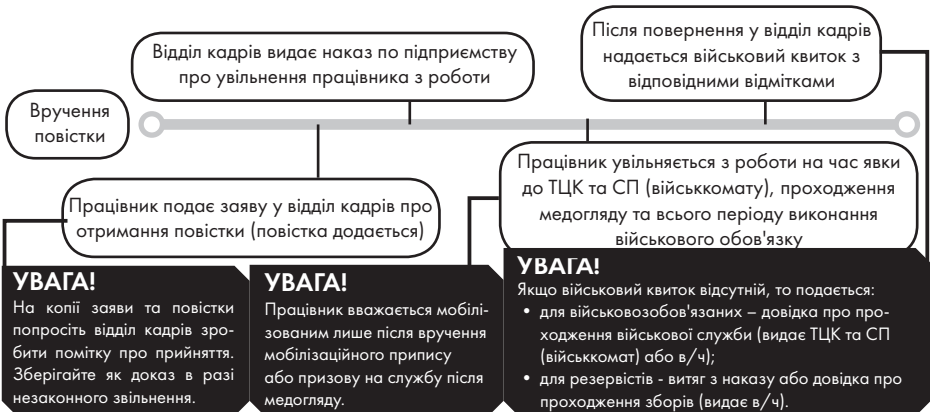 Вручення
повістки
Працівник подає заяву у відділ кадрів про
отримання повістки (повістка додається)
Відділ кадрів видає наказ по підприємству
про увільнення працівника з роботи
Працівник увільняється з роботи на час явки
до ТЦК та СП (військкомату), проходження
медогляду та всього періоду виконання
військового обов'язку
Після повернення у відділ кадрів
надається військовий квиток з
відповідними відмітками
УВАГА!
На копії заяви та повістки
попросіть відділ кадрів зро-
бити помітку про прийняття.
Зберігайте як доказ в разі
незаконного звільнення.
УВАГА!
Працівник вважається мобілі-
зованим лише після вручення
мобілізаційного припису
або призову на службу після
медогляду.
УВАГА!
Якщо військовий квиток відсутній, то подається:
• для військовозобов'язаних – довідка про про-
ходження військової служби (видає ТЦК та СП
(військкомат) або в/ч);
• для резервістів - витяг з наказу або довідка про
проходження зборів (видає в/ч).